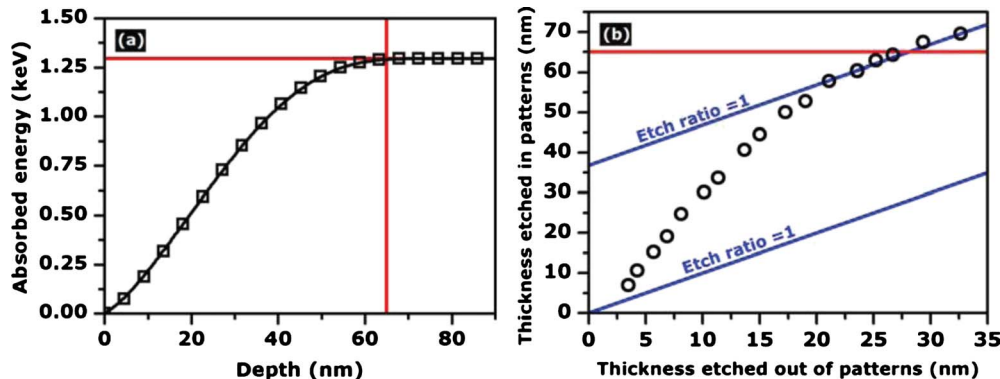 (a)
Absorbed energy (keV)
1.50
1.25
1.00
0.75
0.50
0.25
0.00
0 20 40 60 80
Depth (nm)
(b)
Thickness etched in patterns (nm)
70
60
50
40
30
20
10
0
Etch ratio =1
Etch ratio =1
0 5 10 15 20 25 30 35
Thickness etched out of patterns (nm)